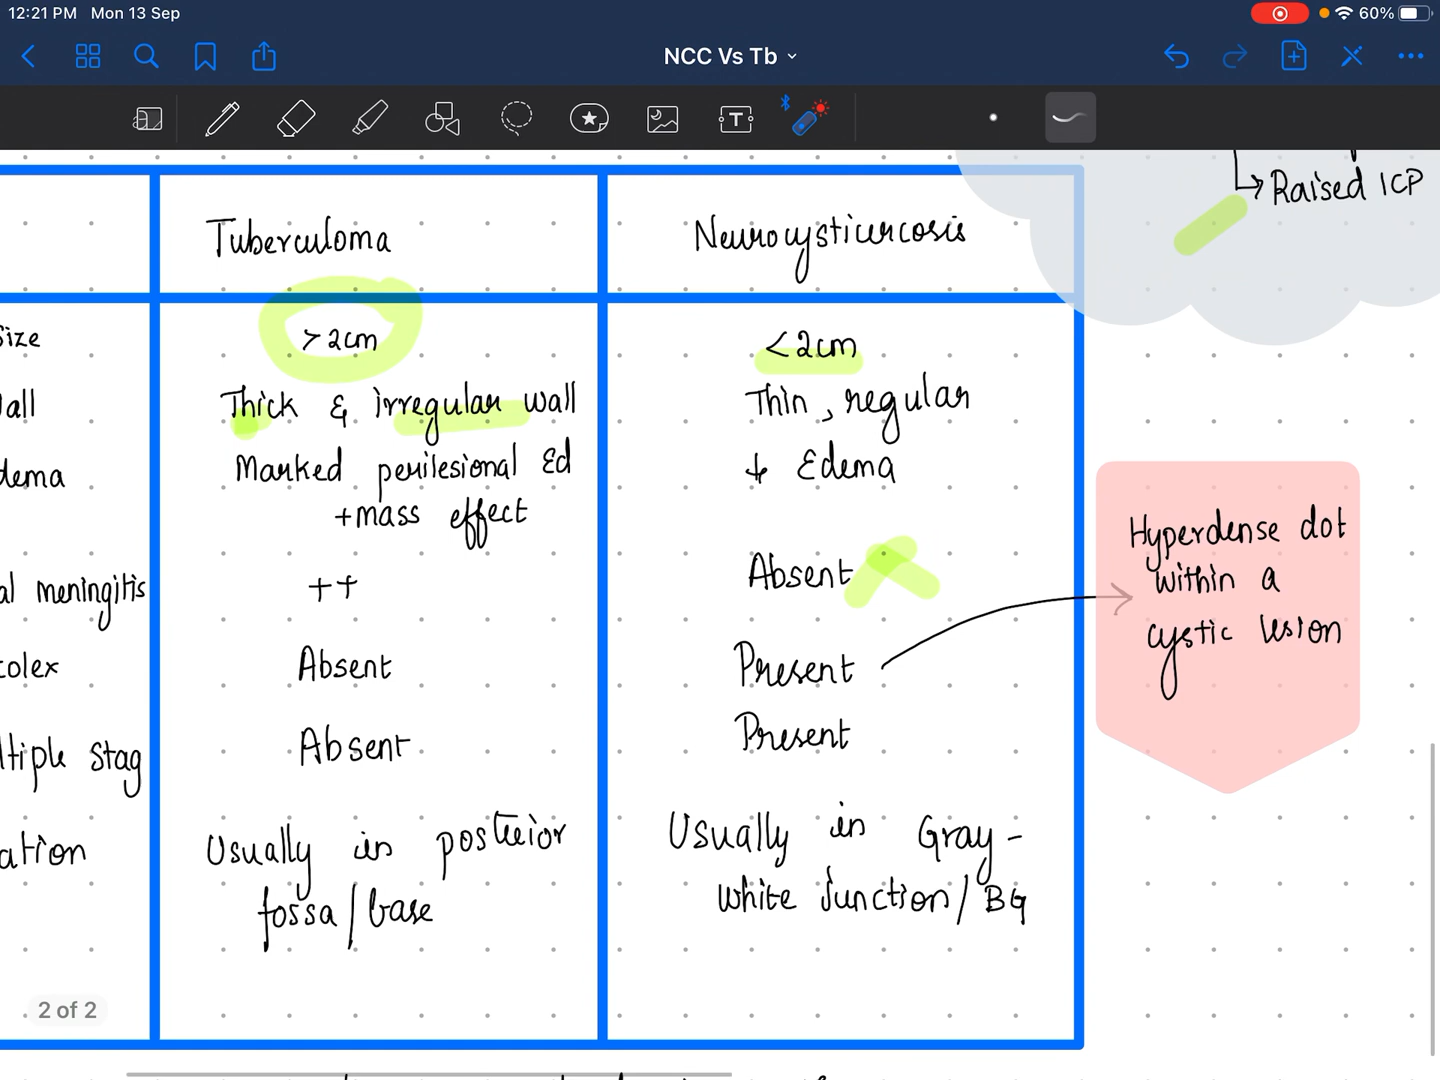 12:21 PM Mon 13 Sep
60%
NCC Vs Tb
Raised ICP
Tuberculoma
Neurocysticercosis
Size
>2cm
<2cm
all
Thick & irregular wall
Thin, regular
dema
Marked perilesional Ed
+mass effect
↓ Edema
al meningitis
++
Absent
colex
Absent
Present
ltiple stag
Absent
Present
ation
Usually in posterior
fossa/base
Usually in Gray-
white Junction/BG
Hyperdense dot
within a
cystic lesion
2 of 2